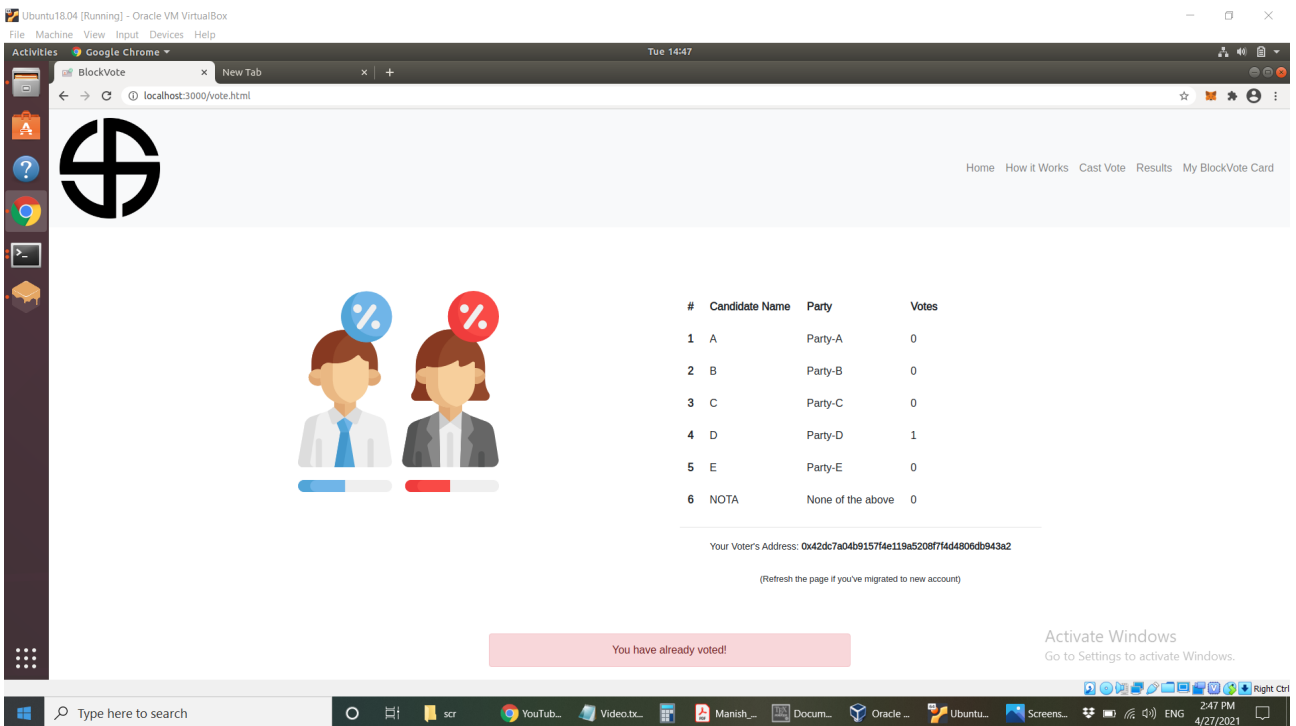 Ubuntu18.04 [Running] - Oracle VM VirtualBox
File Machine View Input Devices Help
Activities Google Chrome Tue 14:47
BlockVote New Tab
localhost:3000/vote.html
Home How it Works Cast Vote Results My BlockVote Card
# Candidate Name Party Votes
1 A Party-A 0
2 B Party-B 0
3 C Party-C 0
4 D Party-D 1
5 E Party-E 0
6 NOTA None of the above 0
Your Voter's Address: 0x42dc7a04b9157f4e119a5208f7f4d4806db943a2
(Refresh the page if you've migrated to new account)
You have already voted!
Activate Windows
Go to Settings to activate Windows.
Right Ctrl
Type here to search scr YouTub... Video.tx... Manish_... Docum... Oracle ... Ubuntu... Screens... ENG 2:47 PM
4/27/2021